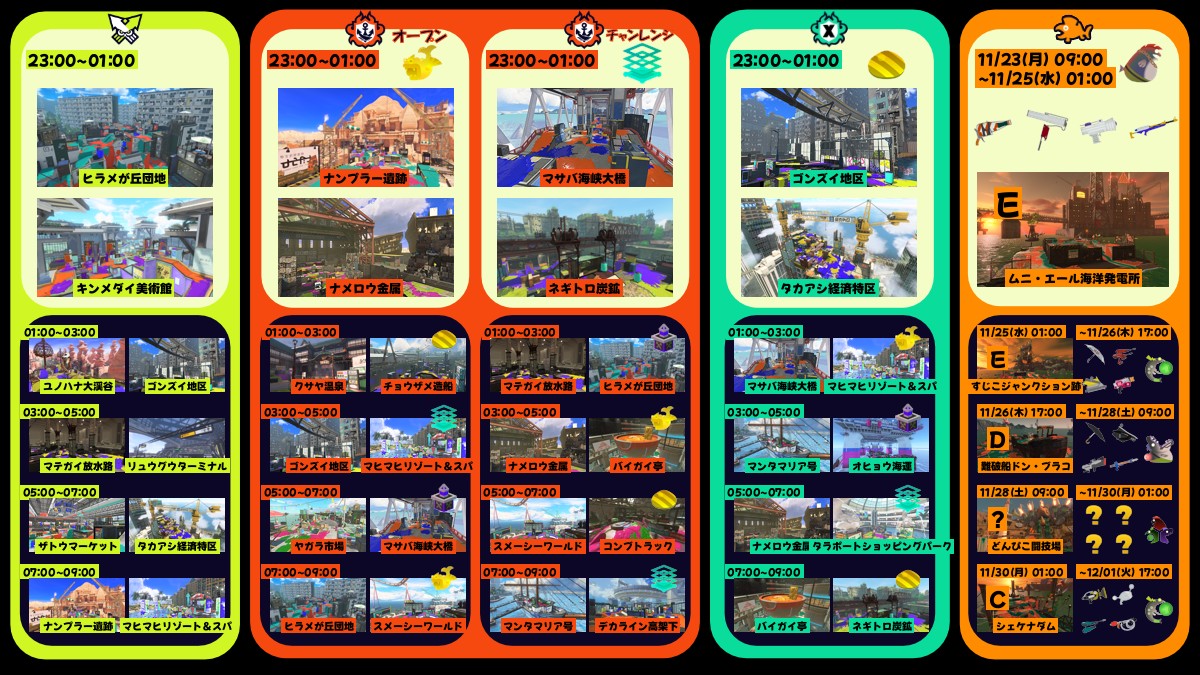 23:00~01:00
ヒラメが丘団地
キンメダイ美術館
01:00~03:00
ユノハナ大渓谷
ゴンズイ地区
03:00~05:00
マテガイ放水路
リュウグウターミナル
05:00~07:00
ザトウマーケット
タカアシ経済特区
07:00~09:00
ナンプラー遺跡
マヒマヒリゾート&スパ
オープン
23:00~01:00
ナンプラー遺跡
ナメロウ金属
チャレンジ
23:00~01:00
マサバ海峡大橋
ネギトロ炭鉱
01:00~03:00
クサヤ温泉
チョウザメ造船
03:00~05:00
ゴンズイ地区
マヒマヒリゾート&スパ
05:00~07:00
ヤガラ市場
マサバ海峡大橋
07:00~09:00
ヒラメが丘団地
スメーシーワールド
01:00~03:00
マテガイ放水路
ヒラメが丘団地
03:00~05:00
ナメロウ金属
バイガイ亭
05:00~07:00
スメーシーワールド
コンブトラック
07:00~09:00
マンタマリア号
デカライン高架下
X
23:00~01:00
ゴンズイ地区
タカアシ経済特区
01:00~03:00
マサバ海峡大橋
マヒマヒリゾート&スパ
03:00~05:00
マンタマリア号
オヒョウ海運
05:00~07:00
ナメロウ金属
タラポートショッピングパーク
07:00~09:00
バイガイ亭
ネギトロ炭鉱
11/23(月) 09:00
~11/25(水) 01:00
E
ムニ・エール海洋発電所
11/25(水) 01:00
~11/26(木) 17:00
E
すじこジャンクション跡
11/26(木) 17:00
~11/28(土) 09:00
D
難破船ドン・ブラコ
11/28(土) 09:00
~11/30(月) 01:00
?
? ?
? ?
どんぴこ闘技場
11/30(月) 01:00
~12/01(火) 17:00
C
シェケナダム